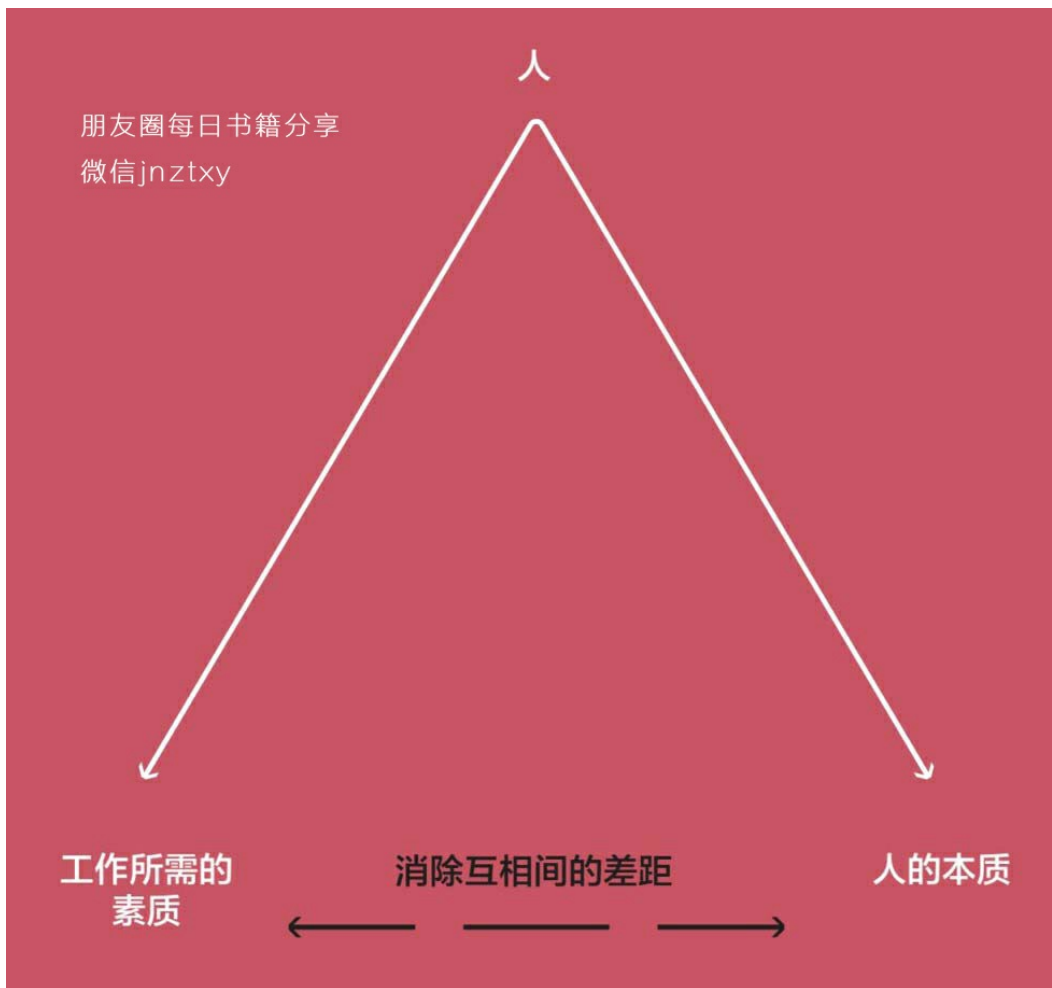 人
朋友圈每日书籍分享
微信jnztxy
工作所需的
素质
消除互相间的差距
人的本质